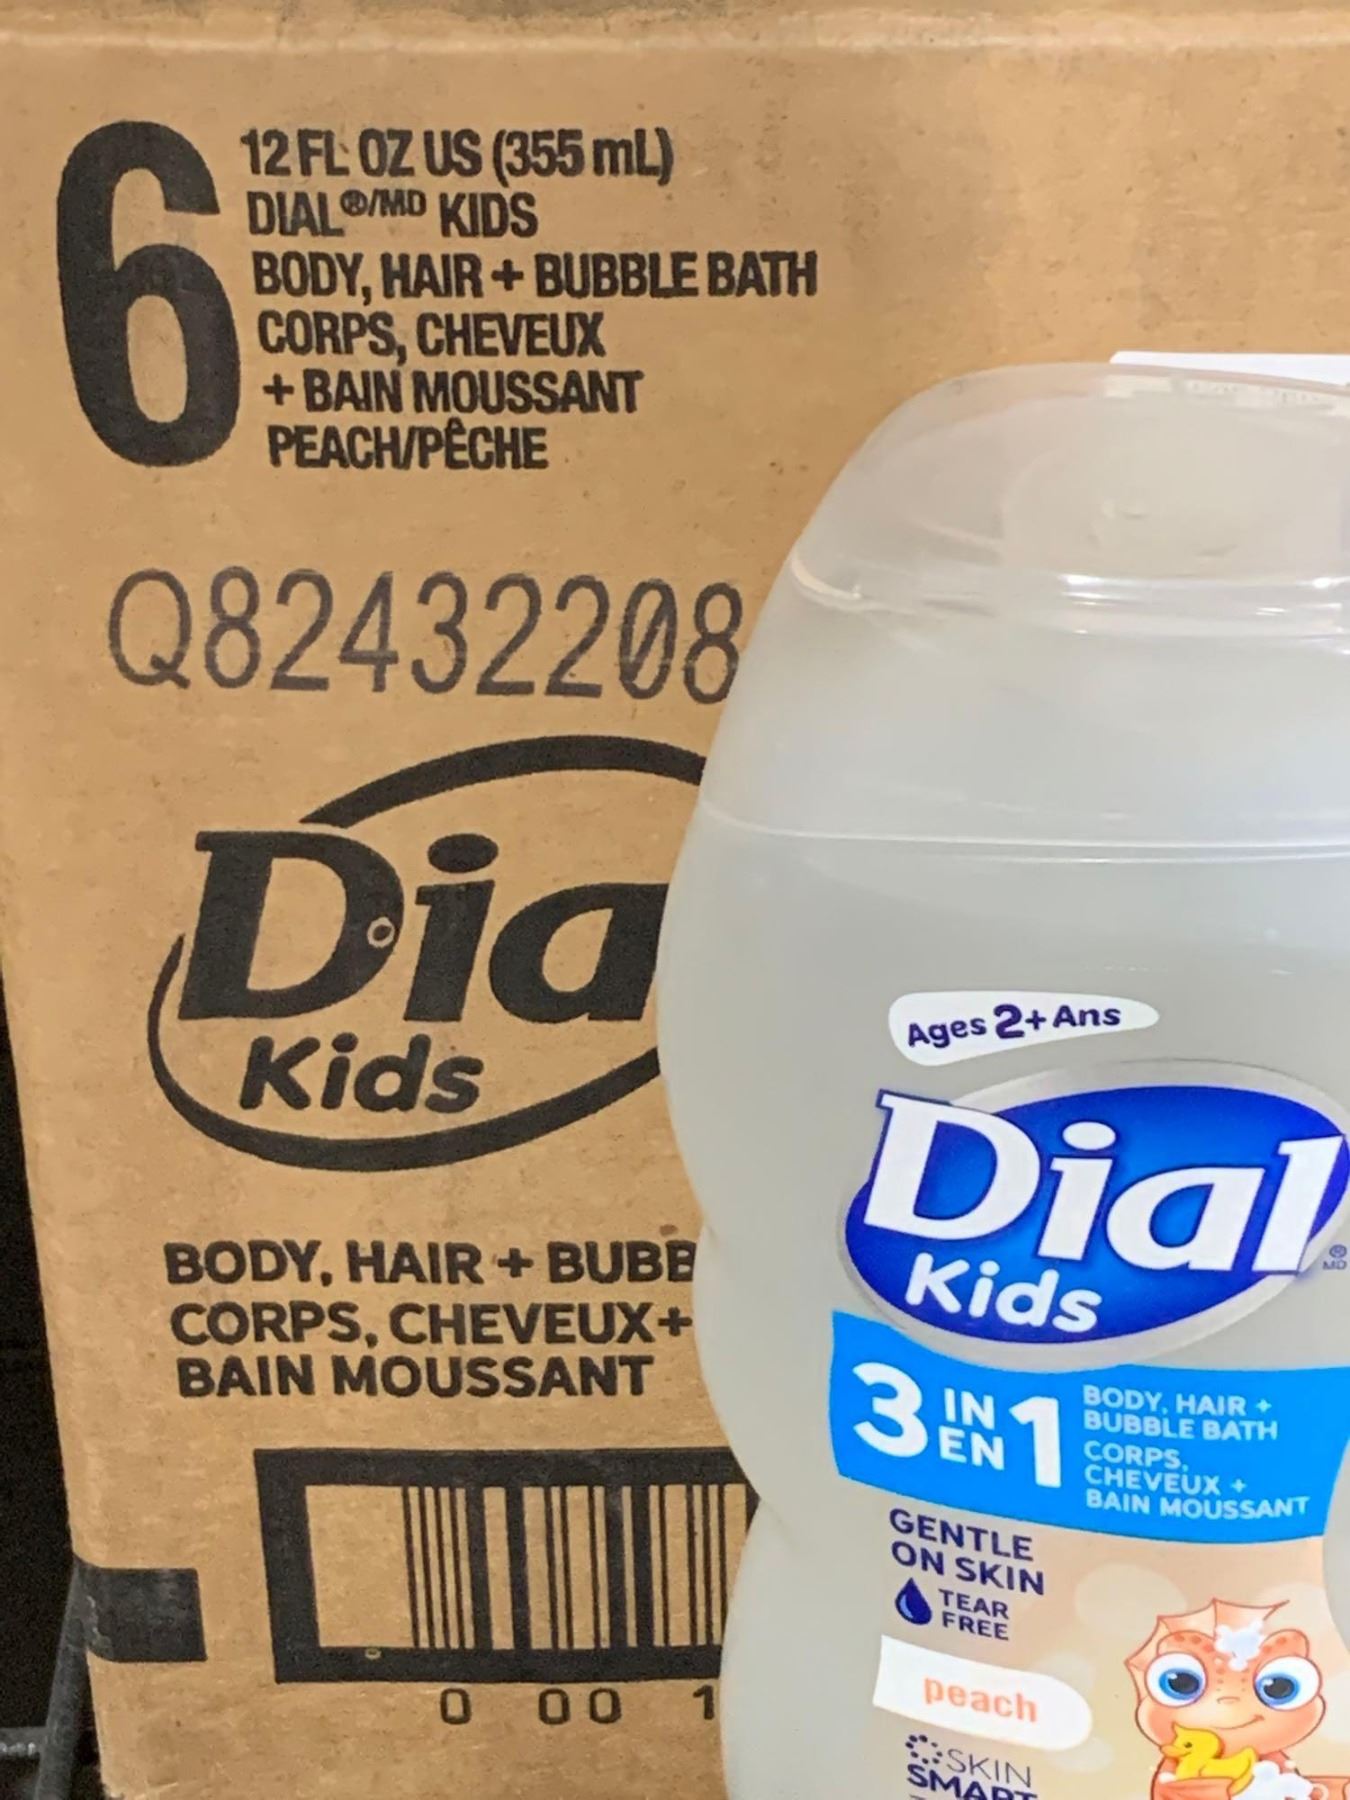 6
12 FL OZ US (355 mL)
DIAL®/MD KIDS
BODY, HAIR + BUBBLE BATH
CORPS, CHEVEUX
+ BAIN MOUSSANT
PEACH/PÊCHE
Q82432208
Dia
Kids
BODY, HAIR + BUBB
CORPS, CHEVEUX+
BAIN MOUSSANT
0 00 1
Ages 2+ Ans
Dial
® MD
Kids
3 IN EN 1
BODY, HAIR +
BUBBLE BATH
CORPS,
CHEVEUX +
BAIN MOUSSANT
GENTLE
ON SKIN
TEAR
FREE
peach
SKIN
SMART